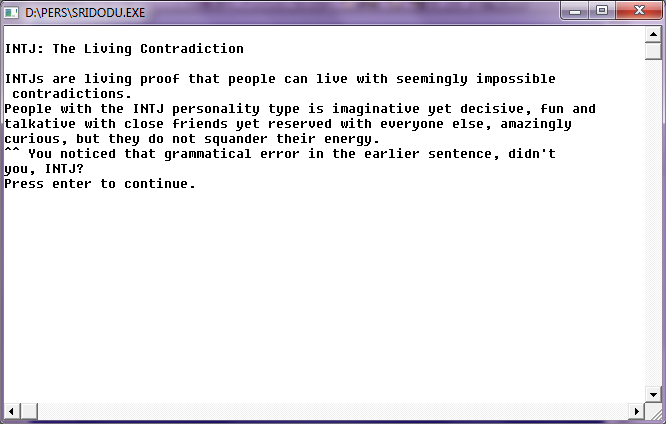 D:\PERS\SRIDODU.EXE
INTJ: The Living Contradiction
INTJs are living proof that people can live with seemingly impossible
contradictions.
People with the INTJ personality type is imaginative yet decisive, fun and
talkative with close friends yet reserved with everyone else, amazingly
curious, but they do not squander their energy.
^^ You noticed that grammatical error in the earlier sentence, didn't
you, INTJ?
Press enter to continue.